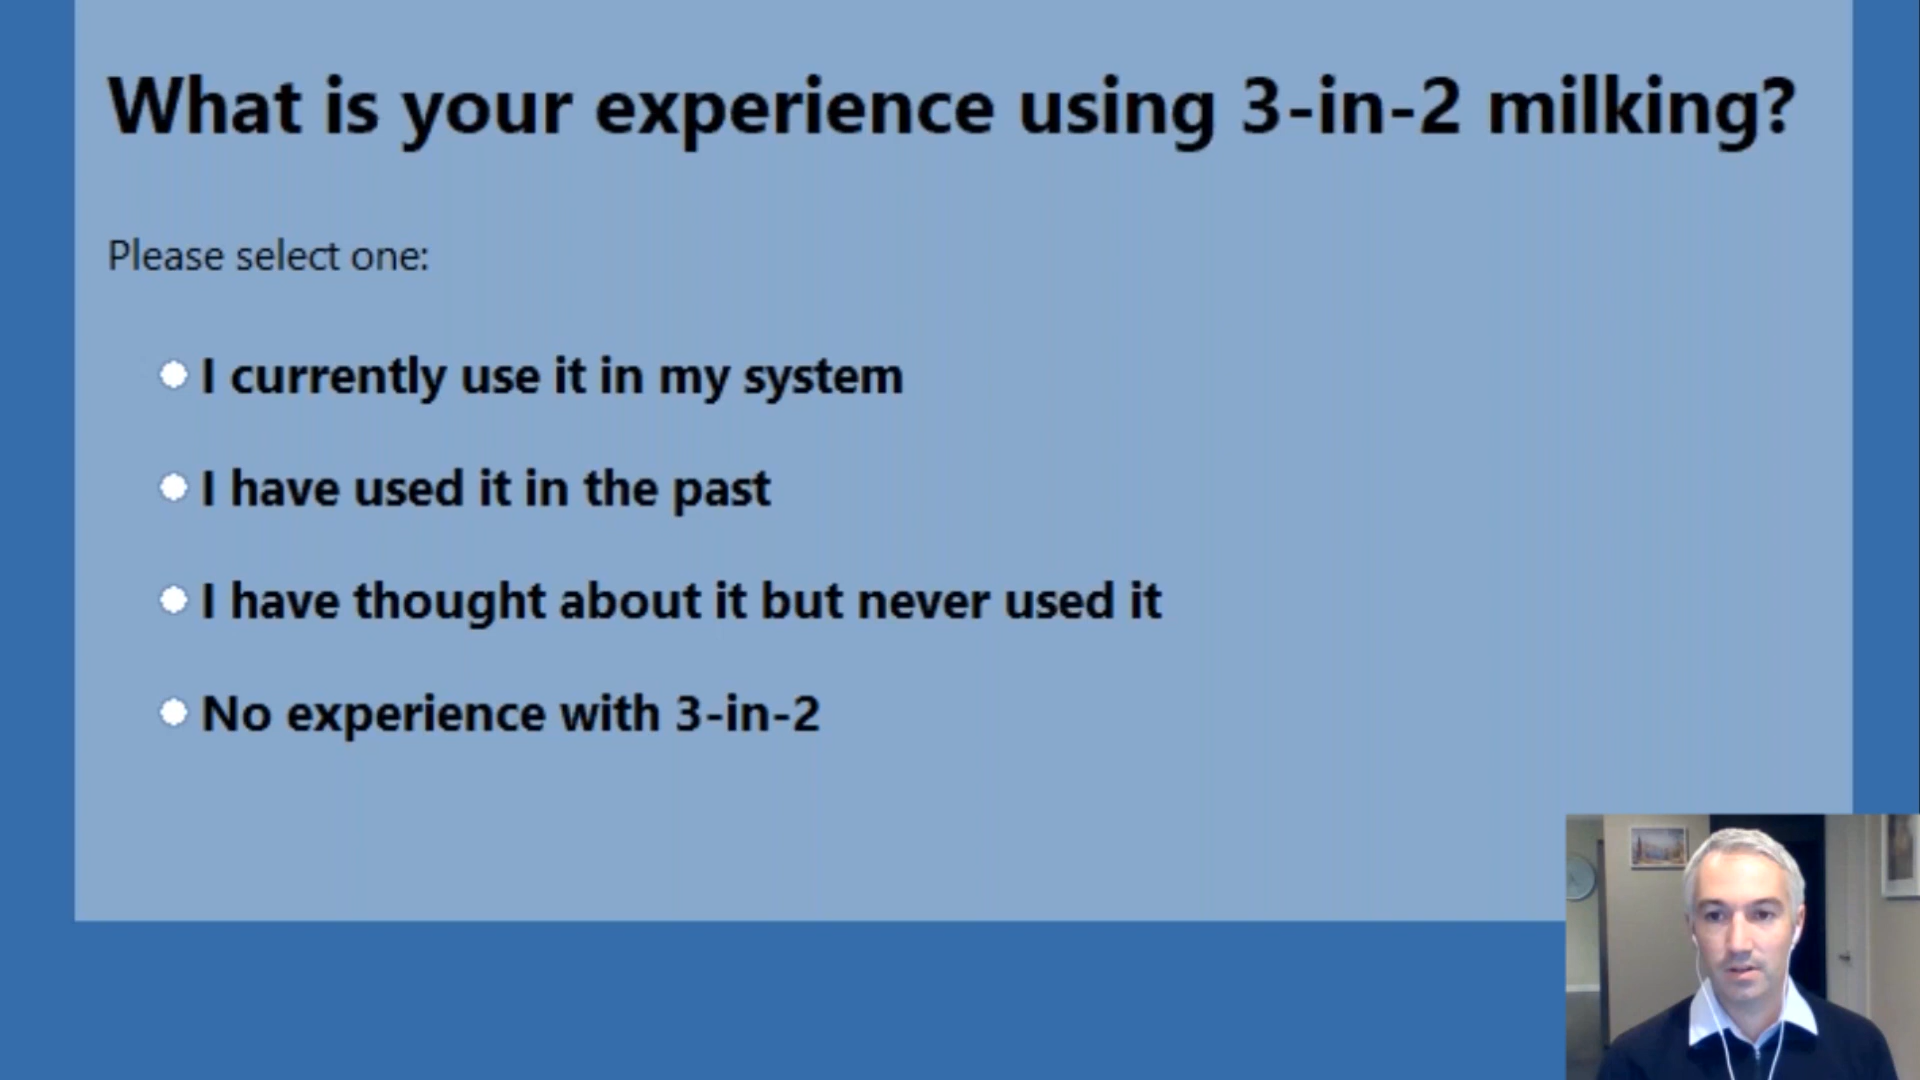 What is your experience using 3-in-2 milking?
Please select one:
I currently use it in my system
I have used it in the past
I have thought about it but never used it
No experience with 3-in-2